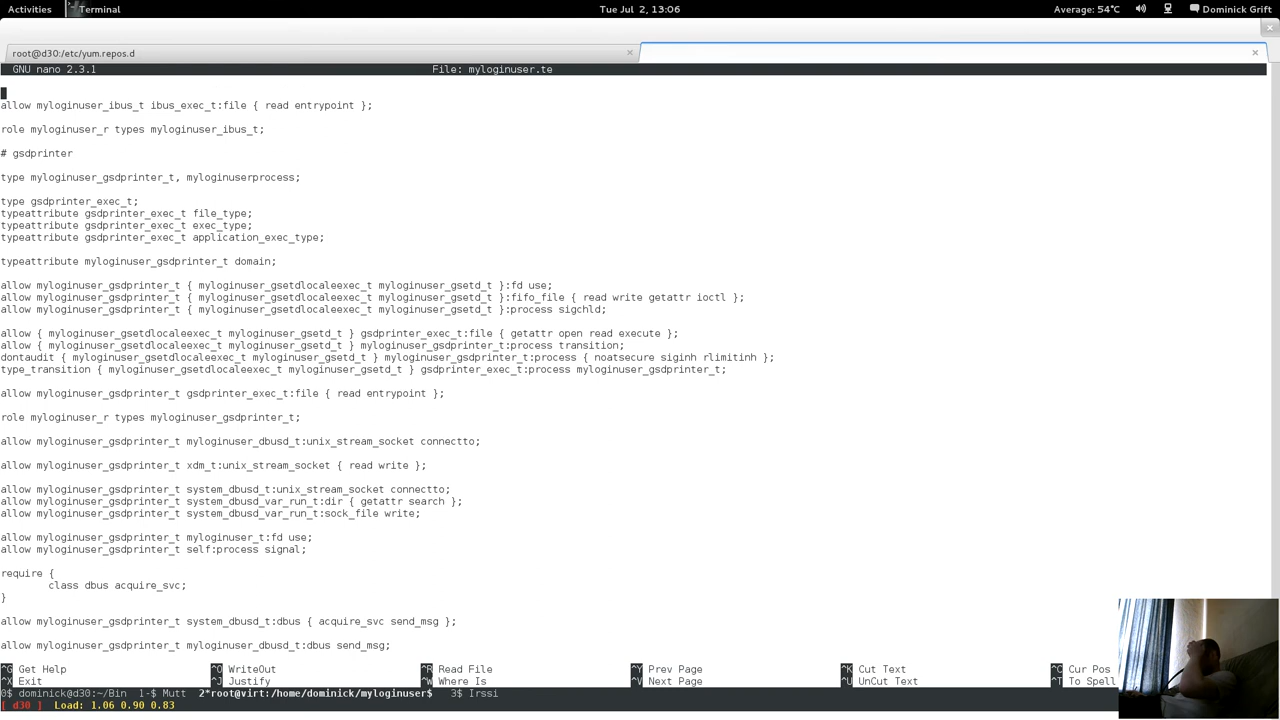 Activities Terminal Tue Jul 2, 13:06 Average: 54°C Dominick Grift
root@d30:/etc/yum.repos.d
GNU nano 2.3.1 File: myloginuser.te
allow myloginuser_ibus_t ibus_exec_t:file { read entrypoint };
role myloginuser_r types myloginuser_ibus_t;
# gsdprinter
type myloginuser_gsdprinter_t, myloginuserprocess;
type gsdprinter_exec_t;
typeattribute gsdprinter_exec_t file_type;
typeattribute gsdprinter_exec_t exec_type;
typeattribute gsdprinter_exec_t application_exec_type;
typeattribute myloginuser_gsdprinter_t domain;
allow myloginuser_gsdprinter_t { myloginuser_gsetdlocaleexec_t myloginuser_gsetd_t }:fd use;
allow myloginuser_gsdprinter_t { myloginuser_gsetdlocaleexec_t myloginuser_gsetd_t }:fifo_file { read write getattr ioctl };
allow myloginuser_gsdprinter_t { myloginuser_gsetdlocaleexec_t myloginuser_gsetd_t }:process sigchld;
allow { myloginuser_gsetdlocaleexec_t myloginuser_gsetd_t } gsdprinter_exec_t:file { getattr open read execute };
allow { myloginuser_gsetdlocaleexec_t myloginuser_gsetd_t } myloginuser_gsdprinter_t:process transition;
dontaudit { myloginuser_gsetdlocaleexec_t myloginuser_gsetd_t } myloginuser_gsdprinter_t:process { noatsecure siginh rlimitinh };
type_transition { myloginuser_gsetdlocaleexec_t myloginuser_gsetd_t } gsdprinter_exec_t:process myloginuser_gsdprinter_t;
allow myloginuser_gsdprinter_t gsdprinter_exec_t:file { read entrypoint };
role myloginuser_r types myloginuser_gsdprinter_t;
allow myloginuser_gsdprinter_t myloginuser_dbusd_t:unix_stream_socket connectto;
allow myloginuser_gsdprinter_t xdm_t:unix_stream_socket { read write };
allow myloginuser_gsdprinter_t system_dbusd_t:unix_stream_socket connectto;
allow myloginuser_gsdprinter_t system_dbusd_var_run_t:dir { getattr search };
allow myloginuser_gsdprinter_t system_dbusd_var_run_t:sock_file write;
allow myloginuser_gsdprinter_t myloginuser_t:fd use;
allow myloginuser_gsdprinter_t self:process signal;
require {
class dbus acquire_svc;
}
allow myloginuser_gsdprinter_t system_dbusd_t:dbus { acquire_svc send_msg };
allow myloginuser_gsdprinter_t myloginuser_dbusd_t:dbus send_msg;
^G Get Help ^O WriteOut ^R Read File ^Y Prev Page ^K Cut Text ^C Cur Pos
^X Exit ^J Justify ^W Where Is ^V Next Page ^U UnCut Text ^T To Spell
0$ dominick@d30:~/Bin 1-$ Mutt 2*root@virt:/home/dominick/myloginuser$ 3$ Irssi
[ d30 ] Load: 1.06 0.90 0.83